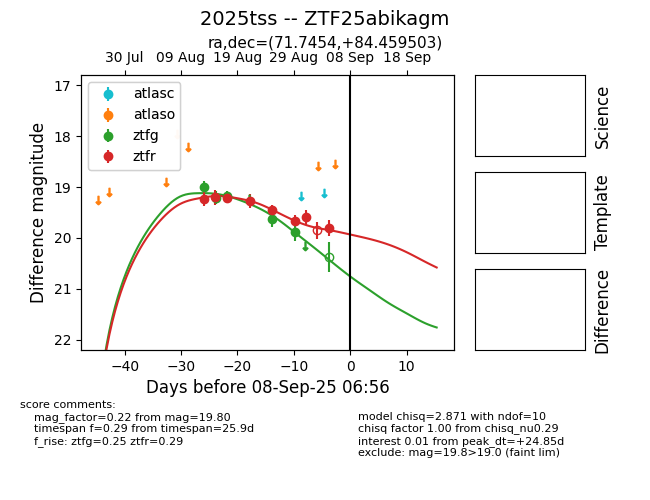 2025tss -- ZTF25abikagm
ra,dec=(71.7454,+84.459503)
30 Jul 09 Aug 19 Aug 29 Aug 08 Sep 18 Sep
17
18
19
20
21
22
Difference magnitude
atlasc
atlaso
ztfg
ztfr
−40 −30 −20 −10 0 10
Days before 08-Sep-25 06:56
Science
Template
Difference
score comments:
mag_factor=0.22 from mag=19.80
timespan f=0.29 from timespan=25.9d
f_rise: ztfg=0.25 ztfr=0.29
model chisq=2.871 with ndof=10
chisq factor 1.00 from chisq_nu0.29
interest 0.01 from peak_dt=+24.85d
exclude: mag=19.8>19.0 (faint lim)